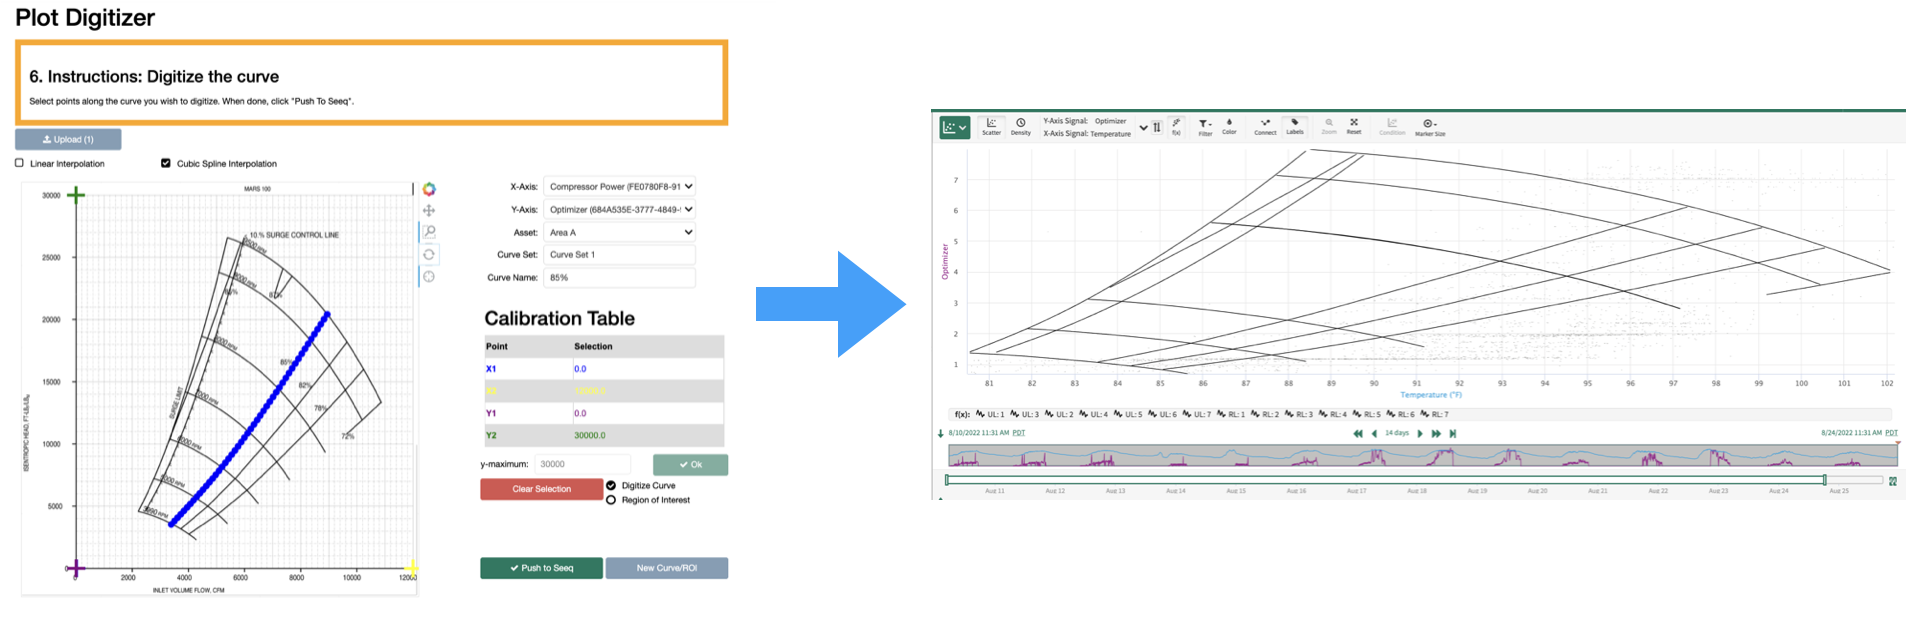 Plot Digitizer
6. Instructions: Digitize the curve
Select points along the curve you wish to digitize. When done, click "Push To Seeq".
Upload (1)
Linear Interpolation
Cubic Spline Interpolation
MARS 100
30000
25000
20000
15000
10000
5000
0
0
2000
4000
6000
8000
10000
12000
ISENTROPIC HEAD, FT-LB/LB
INLET VOLUME FLOW, CFM
10.% SURGE CONTROL LINE
SURGE LIMIT
85%
82%
78%
72%
X-Axis: Compressor Power (FE0780F8-91
Y-Axis: Optimizer (684A535E-3777-4849-
Asset: Area A
Curve Set: Curve Set 1
Curve Name: 85%
Calibration Table
Point Selection
X1 0.0
X2 12000.0
Y1 0.0
Y2 30000.0
y-maximum: 30000
Ok
Clear Selection
Digitize Curve
Region of Interest
Push to Seeq
New Curve/ROI
Scatter
Density
Y-Axis Signal: Optimizer
X-Axis Signal: Temperature
f(x)
Filter
Color
Connect
Labels
Zoom
Reset
Condition
Marker Size
7
6
5
4
3
2
1
Optimizer
81 82 83 84 85 86 87 88 89 90 91 92 93 94 95 96 97 98 99 100 101 102
Temperature (°F)
f(x): UL: 1 UL: 3 UL: 2 UL: 4 UL: 5 UL: 6 UL: 7 RL: 1 RL: 2 RL: 3 RL: 4 RL: 5 RL: 6 RL: 7
8/10/2022 11:31 AM PDT
14 days
8/24/2022 11:31 AM PDT
Aug 11 Aug 12 Aug 13 Aug 14 Aug 15 Aug 16 Aug 17 Aug 18 Aug 19 Aug 20 Aug 21 Aug 22 Aug 23 Aug 24 Aug 25